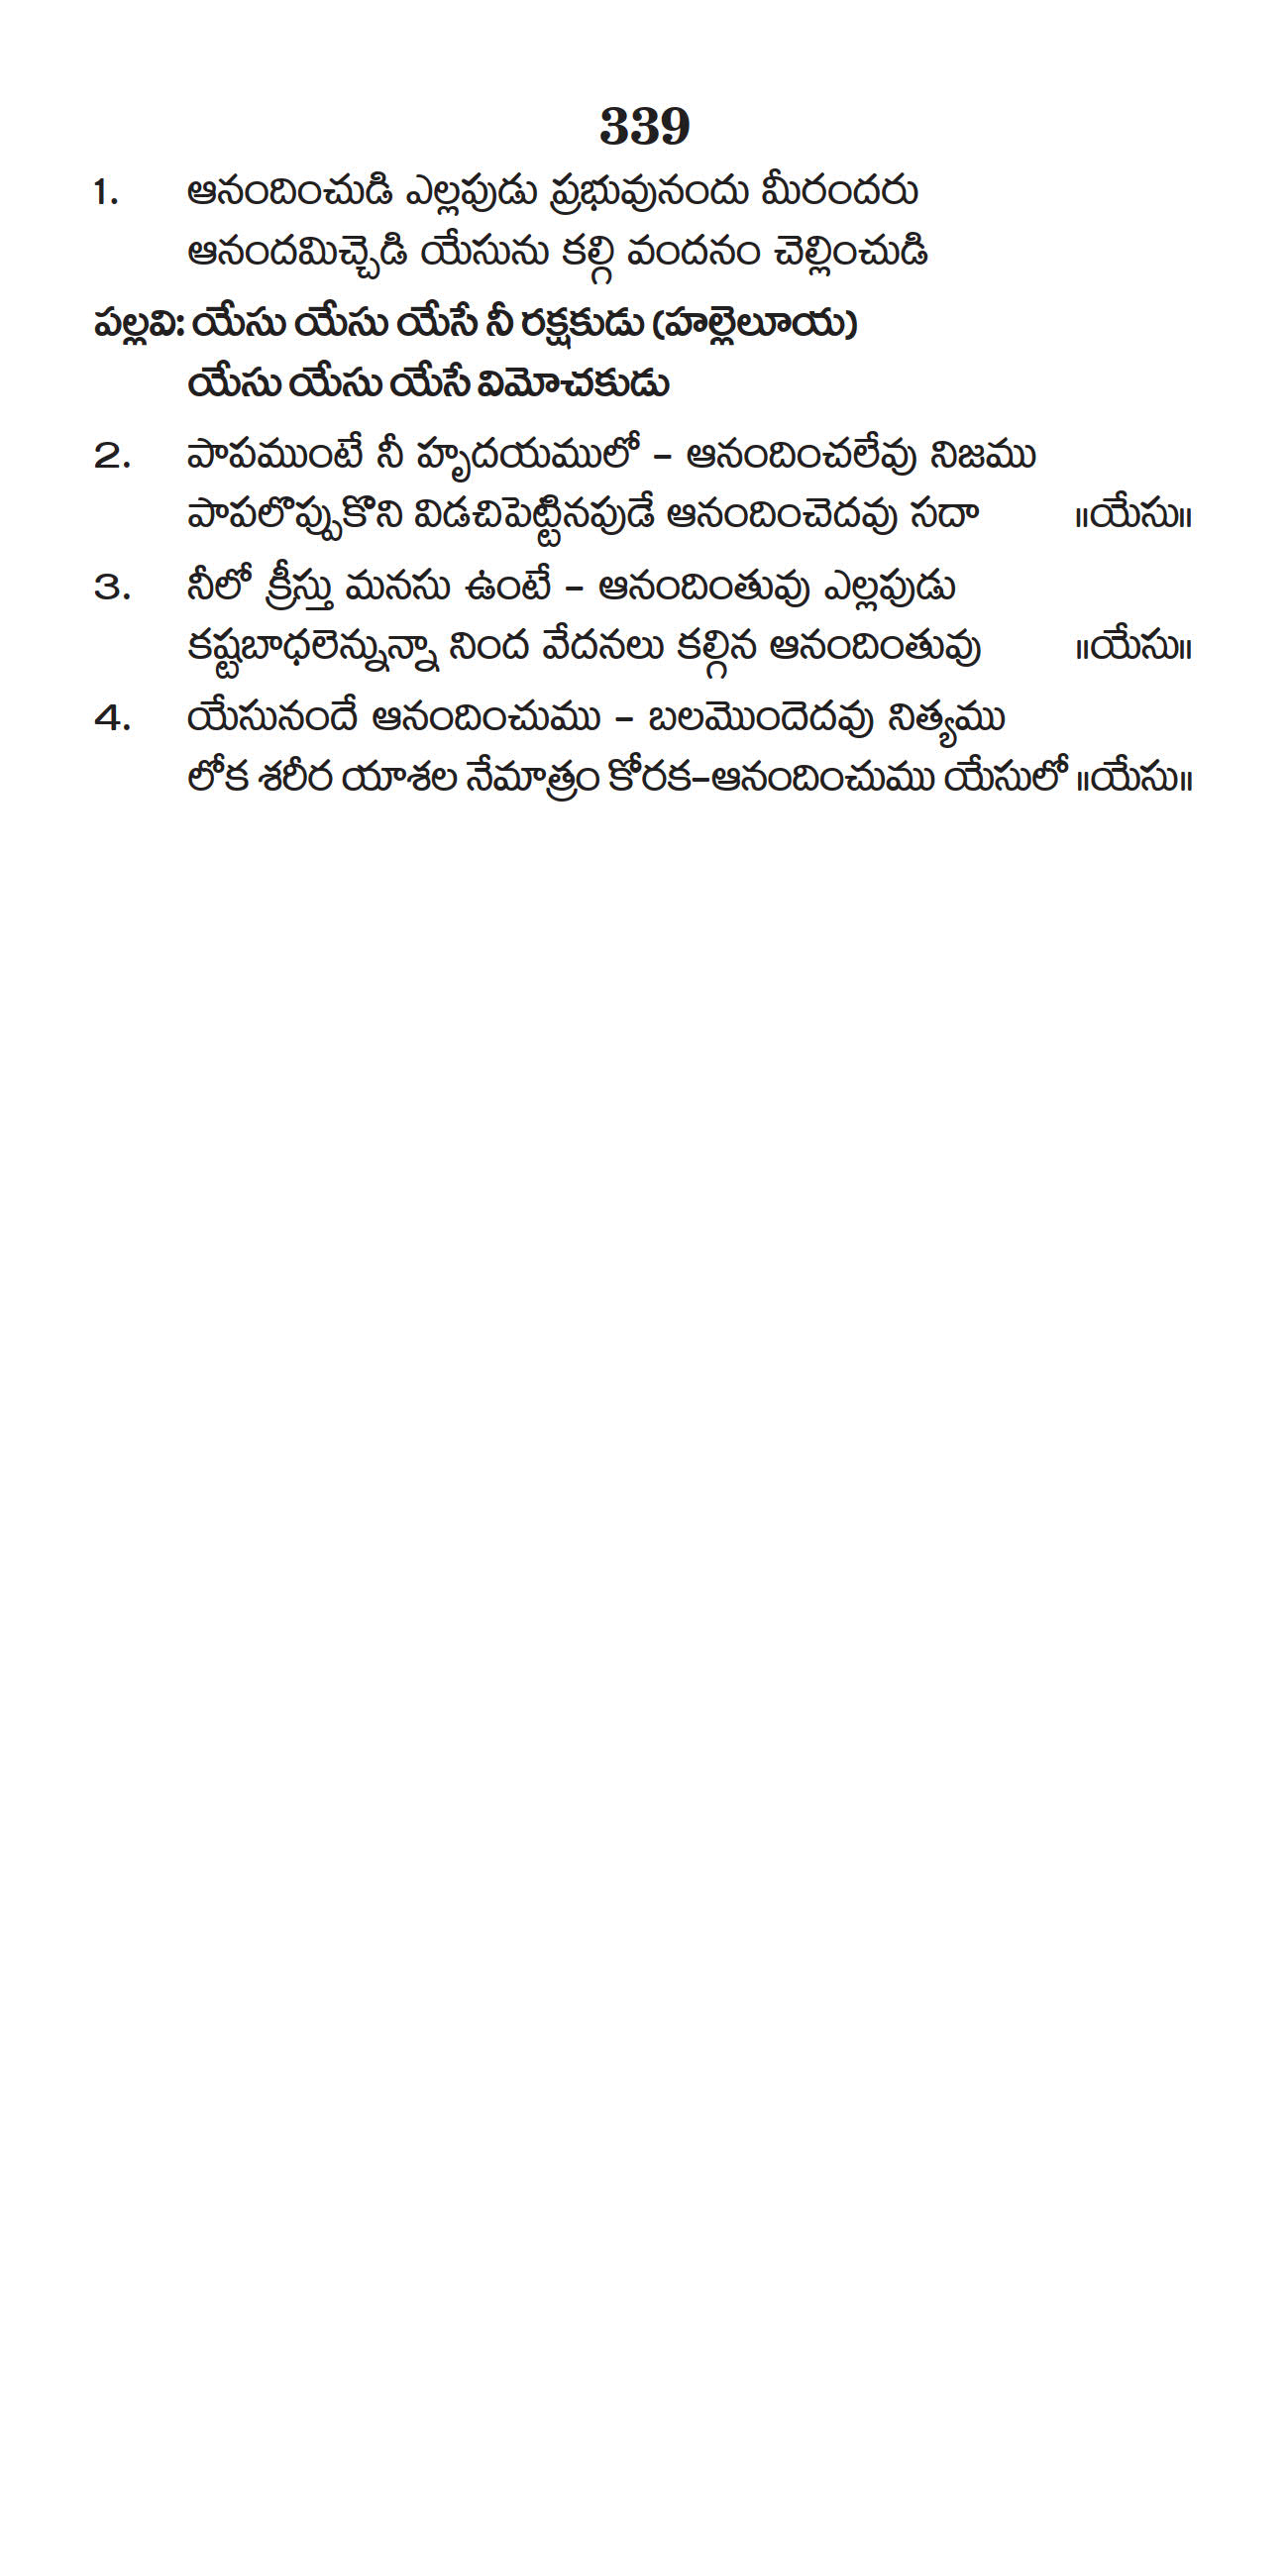 339
1. ఆనందించుడి ఎల్లపుడు ప్రభువునందు మీరందరు
ఆనందమిచ్చెడి యేసును కల్గి వందనం చెల్లించుడి
పల్లవి: యేసు యేసు యేసే నీ రక్షకుడు (హల్లెలూయ)
యేసు యేసు యేసే విమోచకుడు
2. పాపముంటే నీ హృదయములో - ఆనందించలేవు నిజము
పాపలొప్పుకొని విడచిపెట్టినపుడే ఆనందించెదవు సదా ॥యేసు॥
3. నీలో క్రీస్తు మనసు ఉంటే - ఆనందింతువు ఎల్లపుడు
కష్టబాధలెన్నున్నా నింద వేదనలు కల్గిన ఆనందింతువు ॥యేసు॥
4. యేసునందే ఆనందించుము - బలమొందెదవు నిత్యము
లోక శరీర యాశల నేమాత్రం కోరక-ఆనందించుము యేసులో ॥యేసు॥